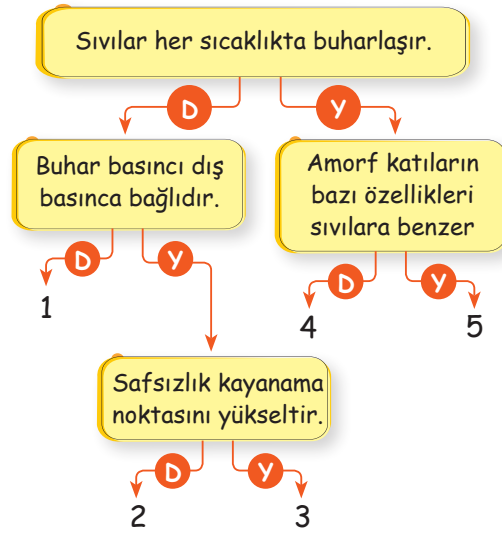 Sıvılar her sıcaklıkta buharlaşır.
D
Y
Buhar basıncı dış
basınca bağlıdır.
Amorf katıların
bazı özellikleri
sıvılara benzer
D
Y
D
Y
1
4
5
Safsızlık kayanama
noktasını yükseltir.
D
Y
2
3